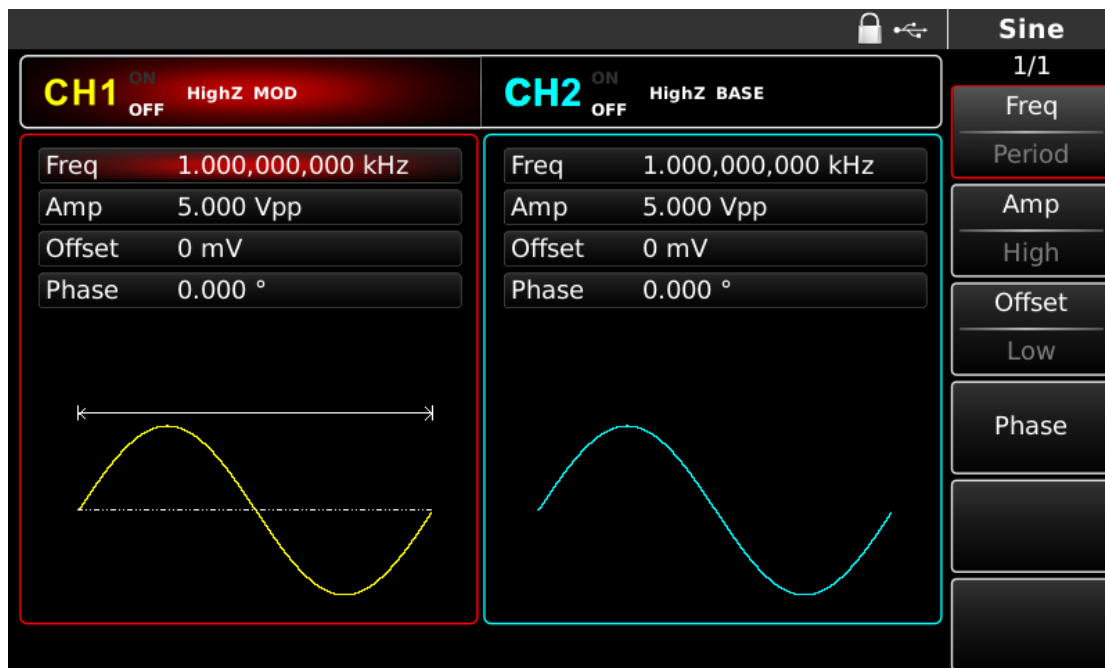 Sine
1/1
CH1 ON OFF HighZ MOD
CH2 ON OFF HighZ BASE
Freq 1.000,000,000 kHz
Amp 5.000 Vpp
Offset 0 mV
Phase 0.000 °
Freq 1.000,000,000 kHz
Amp 5.000 Vpp
Offset 0 mV
Phase 0.000 °
Freq
Period
Amp
High
Offset
Low
Phase